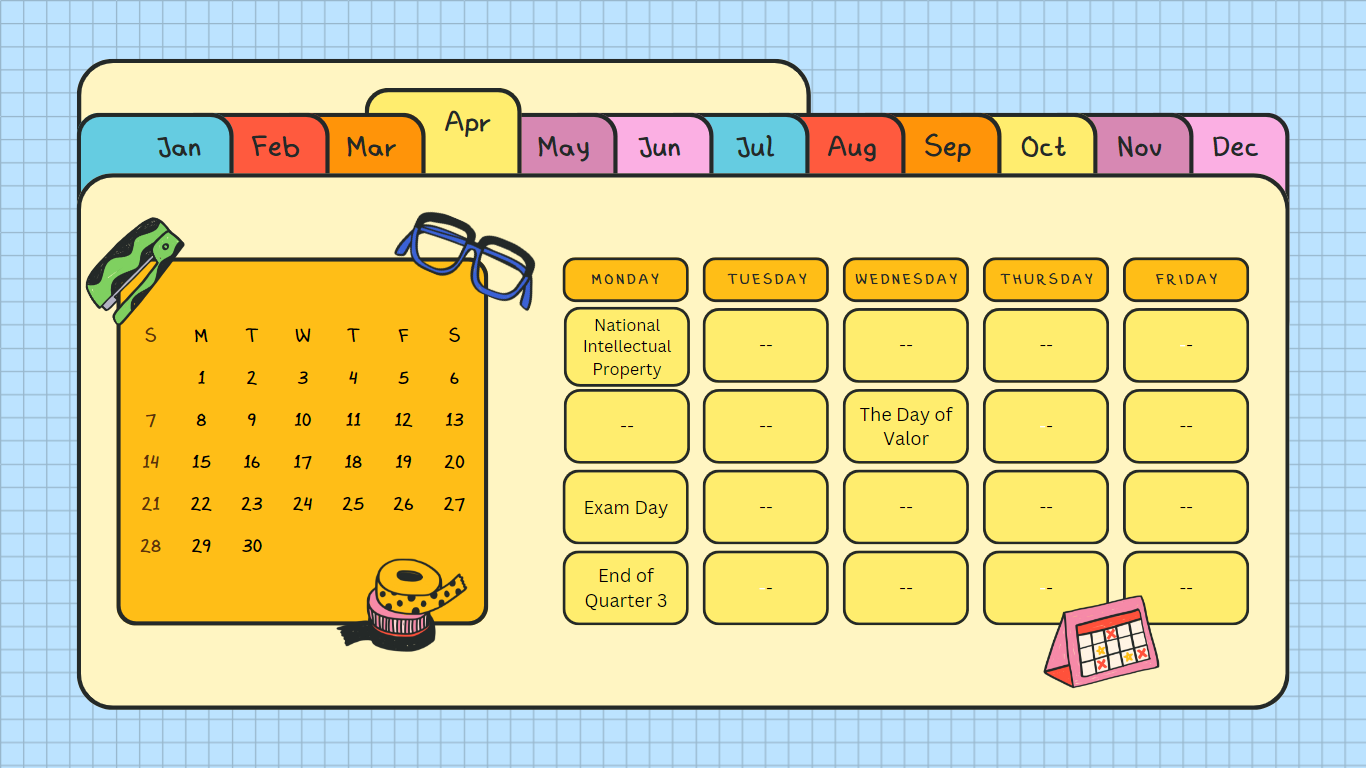 Jan Feb Mar Apr May Jun Jul Aug Sep Oct Nov Dec
S M T W T F S
1 2 3 4 5 6
7 8 9 10 11 12 13
14 15 16 17 18 19 20
21 22 23 24 25 26 27
28 29 30
MONDAY TUESDAY WEDNESDAY THURSDAY FRIDAY
National
Intellectual
Property
-- -- -- --
-- --
The Day of
Valor
-- --
Exam Day
-- -- -- --
End of
Quarter 3
-- -- -- --